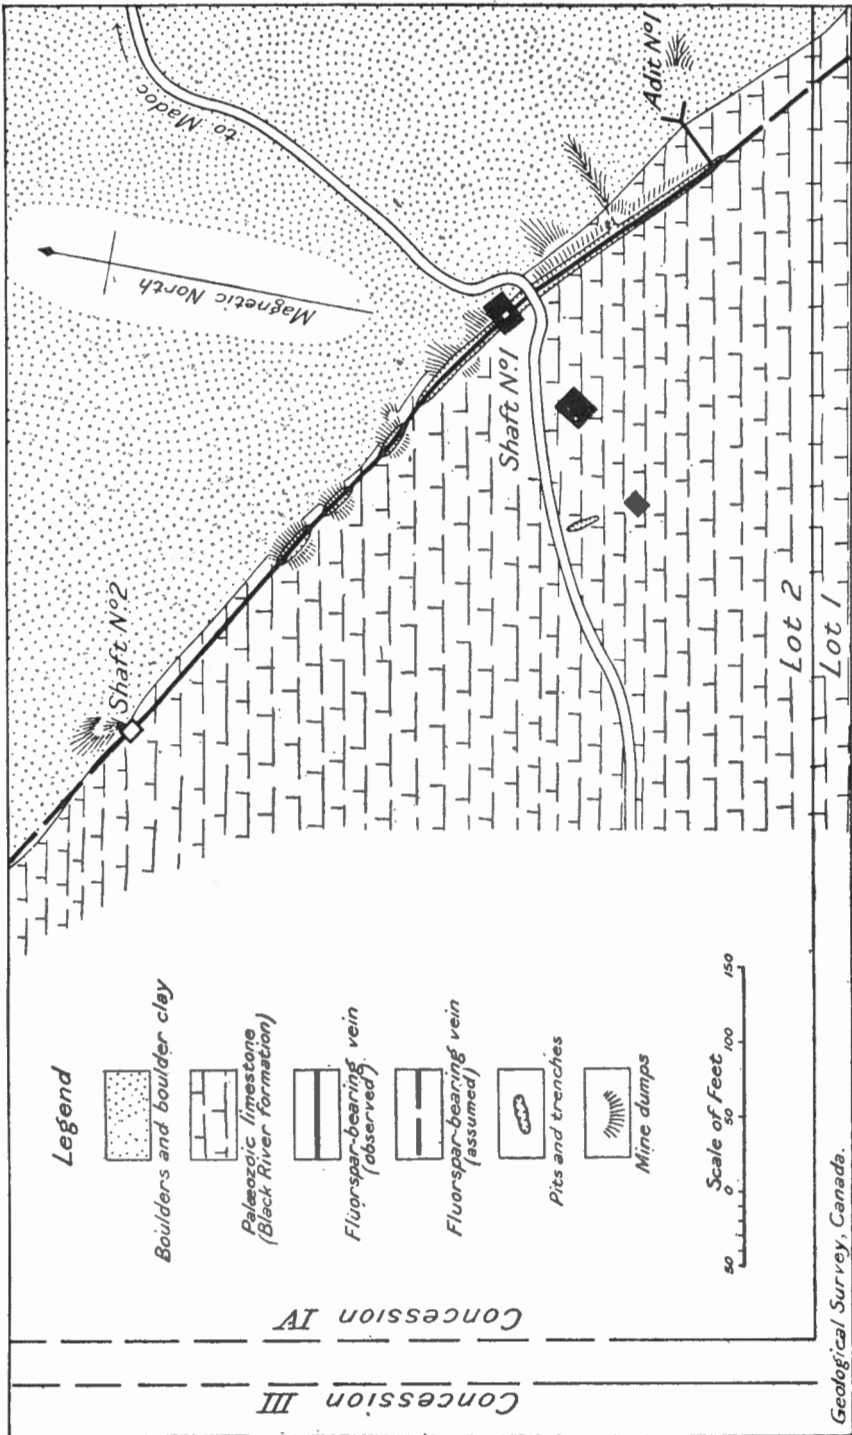 to Madoc
Magnetic North
Adit Nº1
Shaft Nº1
Shaft Nº2
Lot 2
Lot 1
Legend
Boulders and boulder clay
Palæozoic limestone
(Black River formation)
Fluorspar-bearing vein
(observed)
Fluorspar-bearing vein
(assumed)
Pits and trenches
Mine dumps
Scale of Feet
50 0 50 100 150
Concession IV
Concession III
Geological Survey, Canada.